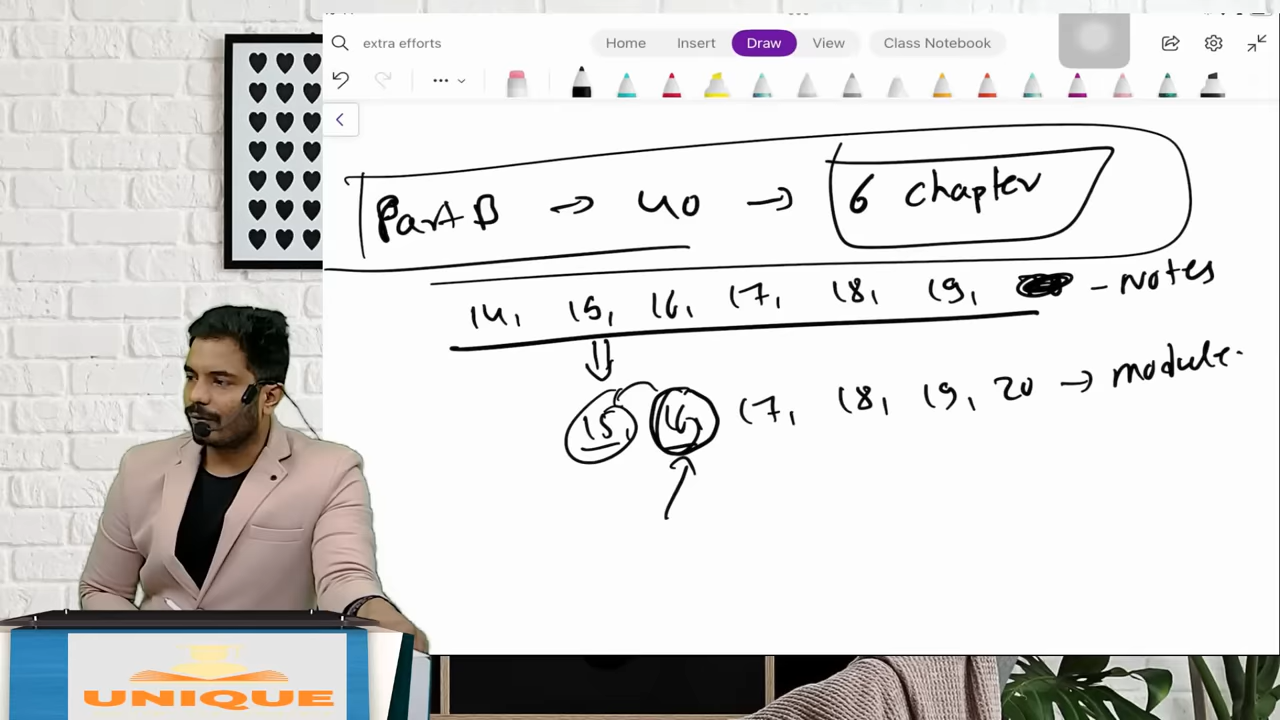 extra efforts
Home Insert Draw View Class Notebook
Part B → 40 → 6 chapter
14, 15, 16, 17, 18, 19, - Notes
15, 16, 17, 18, 19, 20 → module.
UNIQUE